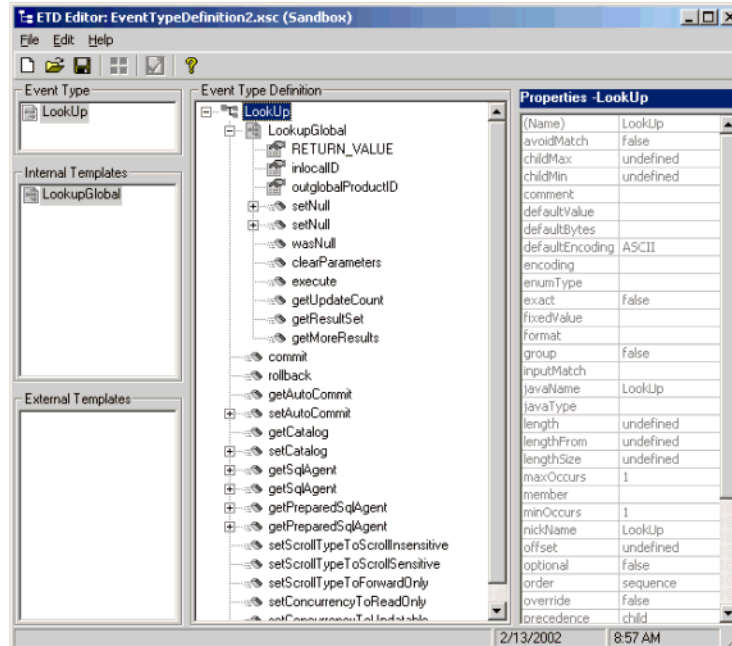 ETD Editor: EventTypeDefinition2.xsc (Sandbox)
File Edit Help
Event Type
LookUp
Internal Templates
LookupGlobal
External Templates
Event Type Definition
LookUp
LookupGlobal
RETURN_VALUE
inlocalID
outglobalProductID
setNull
setNull
wasNull
clearParameters
execute
getUpdateCount
getResultSet
getMoreResults
commit
rollback
getAutoCommit
setAutoCommit
getCatalog
setCatalog
getSqlAgent
getSqlAgent
getPreparedSqlAgent
getPreparedSqlAgent
setScrollTypeToScrollInsensitive
setScrollTypeToScrollSensitive
setScrollTypeToForwardOnly
setConcurrencyToReadOnly
setConcurrencyToUpdatable
Properties -LookUp
(Name) LookUp
avoidMatch false
childMax undefined
childMin undefined
comment
defaultValue
defaultBytes
defaultEncoding ASCII
encoding
enumType
exact false
fixedValue
format
group false
inputMatch
javaName LookUp
javaType
length undefined
lengthFrom undefined
lengthSize undefined
maxOccurs 1
member
minOccurs 1
nickName LookUp
offset undefined
optional false
order sequence
override false
precedence child
2/13/2002 8:57 AM